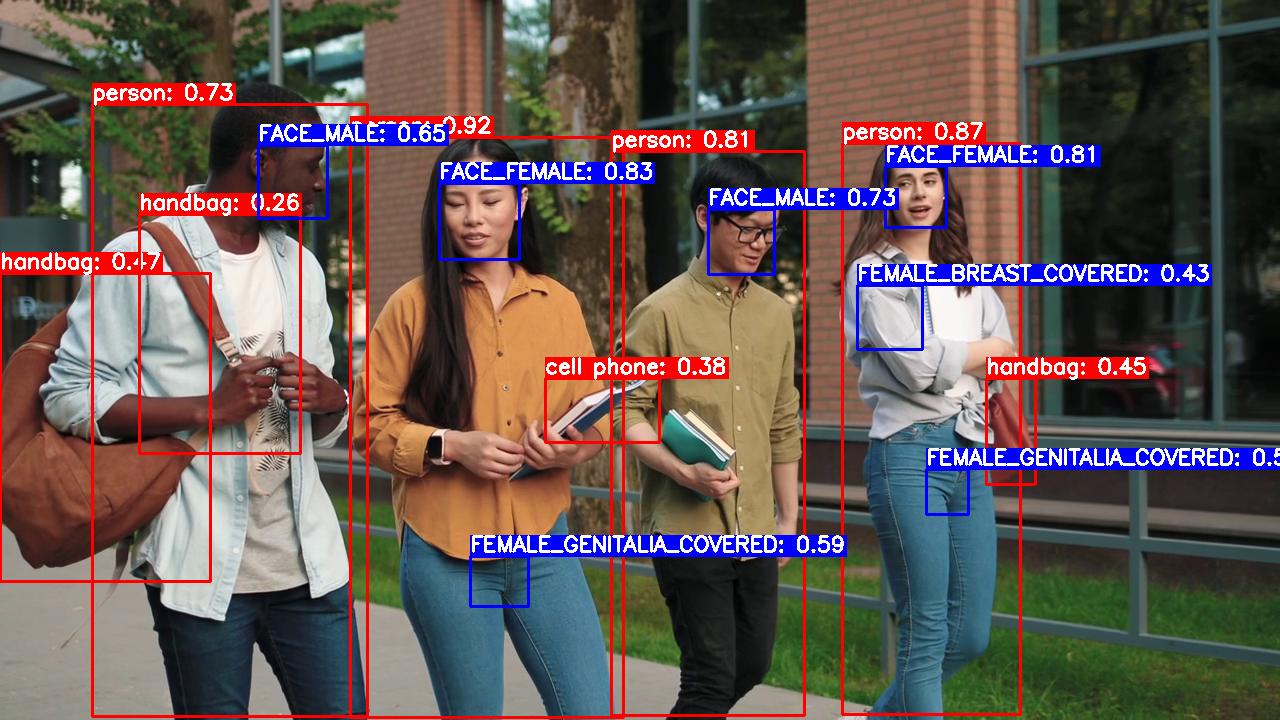 person: 0.73
person: 0.92
FACE_MALE: 0.65
person: 0.81
person: 0.87
FACE_FEMALE: 0.81
FACE_FEMALE: 0.83
FACE_MALE: 0.73
handbag: 0.26
handbag: 0.47
FEMALE_BREAST_COVERED: 0.43
cell phone: 0.38
handbag: 0.45
FEMALE_GENITALIA_COVERED: 0.5
FEMALE_GENITALIA_COVERED: 0.59